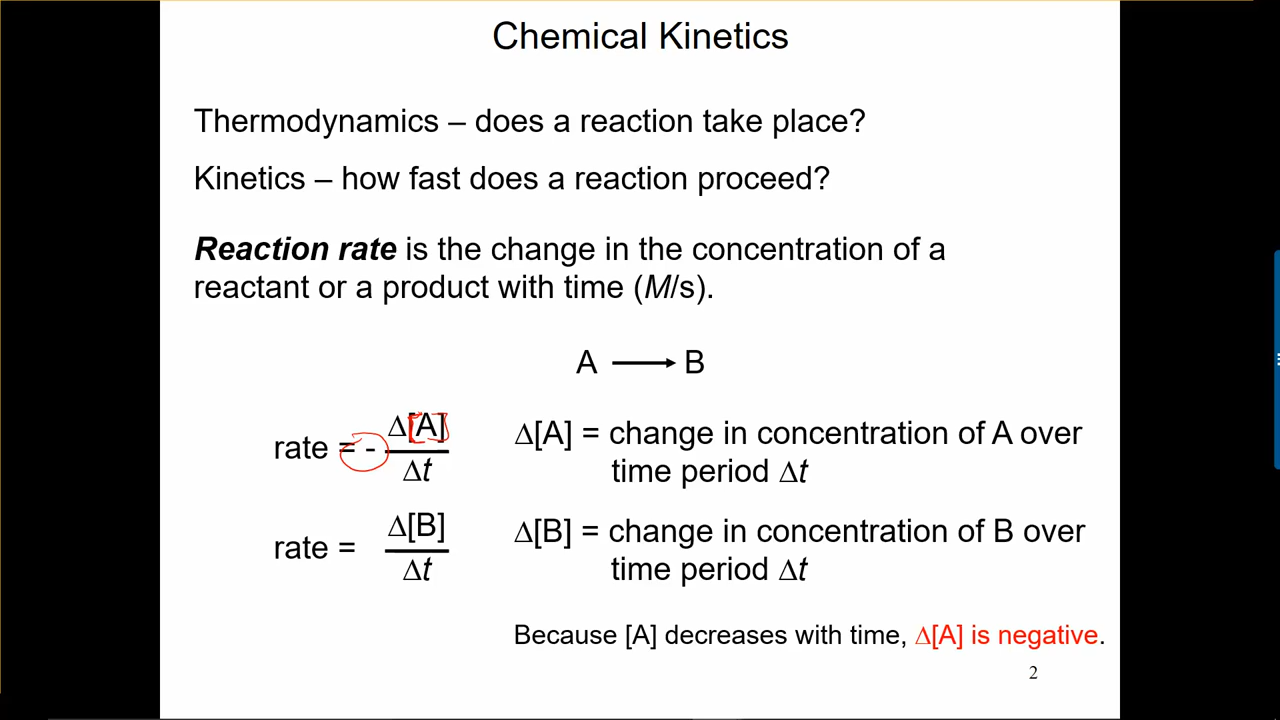 Chemical Kinetics
Thermodynamics – does a reaction take place?
Kinetics – how fast does a reaction proceed?
Reaction rate is the change in the concentration of a
reactant or a product with time (M/s).
A ⟶ B
rate = - Δ[A]/Δt
Δ[A] = change in concentration of A over
time period Δt
rate = Δ[B]/Δt
Δ[B] = change in concentration of B over
time period Δt
Because [A] decreases with time, Δ[A] is negative.
2